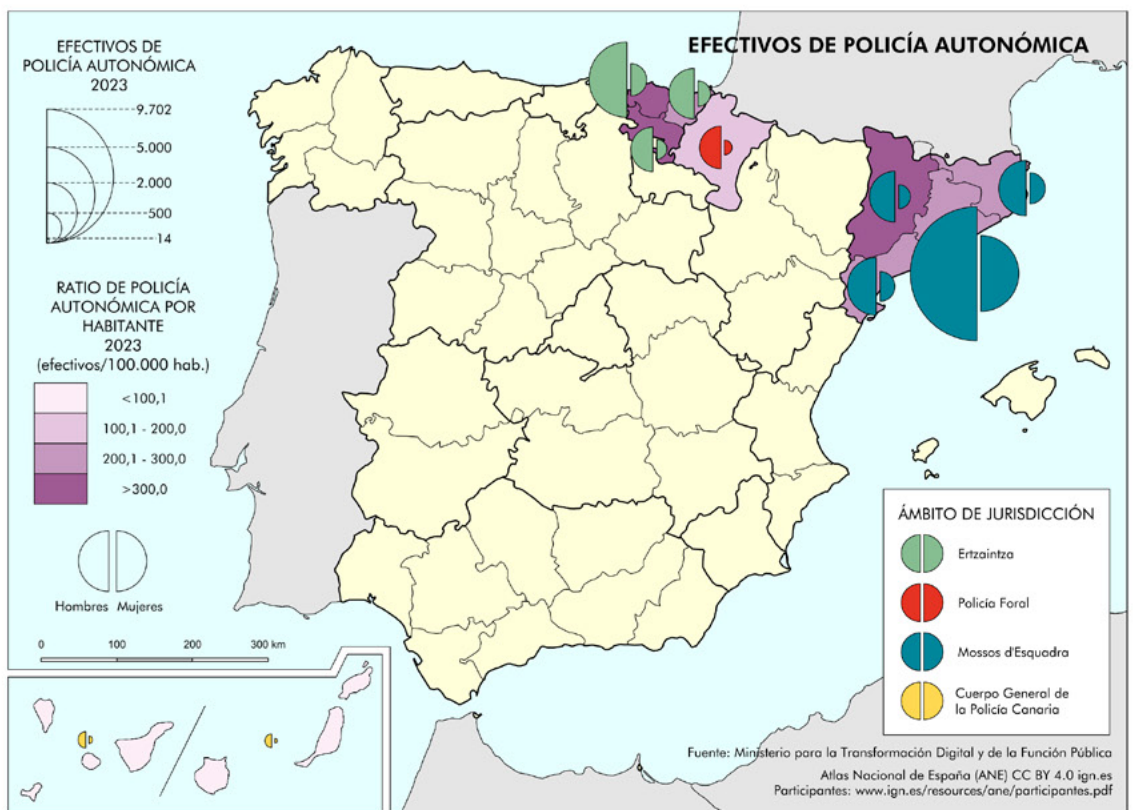 EFECTIVOS DE POLICÍA AUTONÓMICA
EFECTIVOS DE
POLICÍA AUTONÓMICA
2023
9.702
5.000
2.000
500
14
RATIO DE POLICÍA
AUTONÓMICA POR
HABITANTE
2023
(efectivos/100.000 hab.)
<100,1
100,1 - 200,0
200,1 - 300,0
>300,0
Hombres Mujeres
0 100 200 300 km
ÁMBITO DE JURISDICCIÓN
Ertzaintza
Policía Foral
Mossos d'Esquadra
Cuerpo General de
la Policía Canaria
Fuente: Ministerio para la Transformación Digital y de la Función Pública
Atlas Nacional de España (ANE) CC BY 4.0 ign.es
Participantes: www.ign.es/resources/ane/participantes.pdf